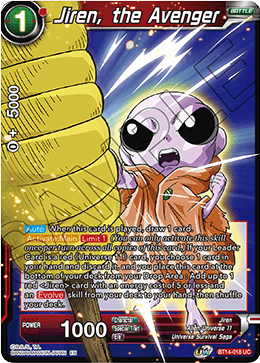 1
Jiren, the Avenger
BATTLE
0 + 5000
Auto When this card is played, draw 1 card.
Activate:Main Limit 1 (You can only activate this skill
once per turn across all copies of this card) If your Leader
Card is a red ‹Universe 11› card, you choose 1 card in
your hand and discard it, and you place this card at the
bottom of your deck from your Drop Area : Add up to 1
red <Jiren> card with an energy cost of 5 or less and
an Evolve skill from your deck to your hand, then shuffle
your deck.
1000
Character
Jiren
Special Trait
Universe 11
Era
Universe Survival Saga
BT14-018 UC